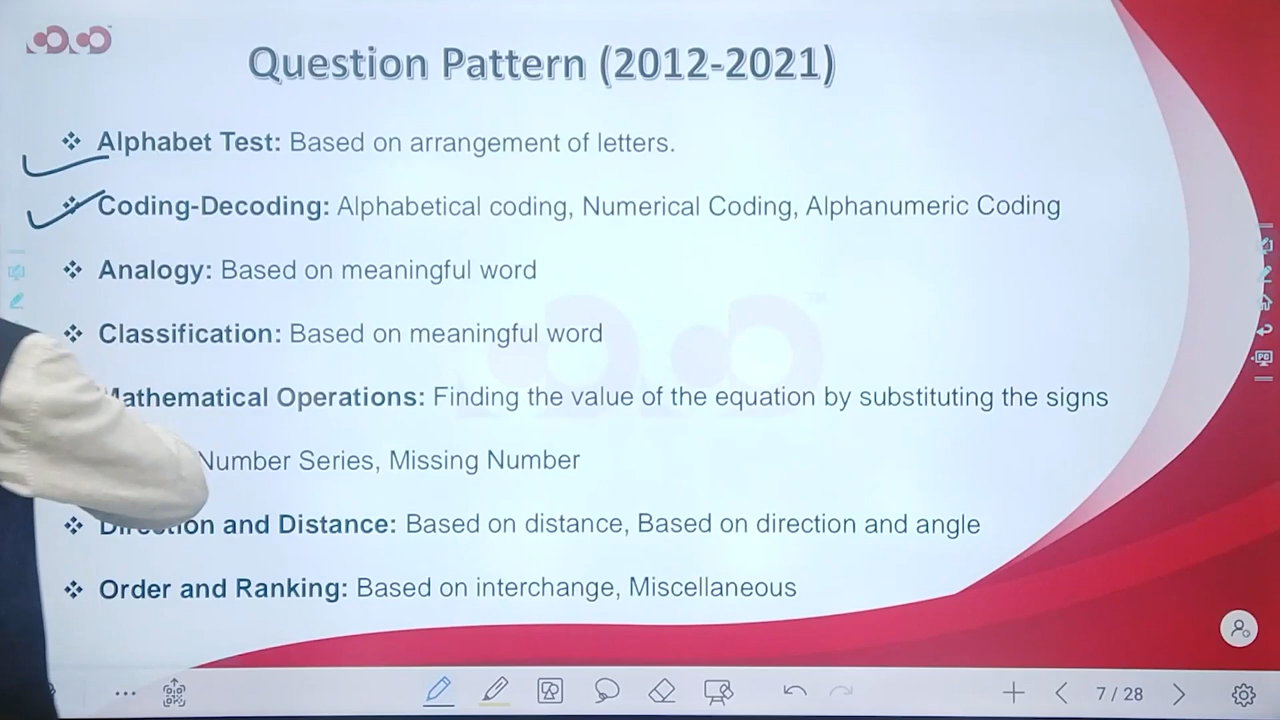 Question Pattern (2012-2021)
Alphabet Test: Based on arrangement of letters.
Coding-Decoding: Alphabetical coding, Numerical Coding, Alphanumeric Coding
Analogy: Based on meaningful word
Classification: Based on meaningful word
Mathematical Operations: Finding the value of the equation by substituting the signs
Number Series, Missing Number
Direction and Distance: Based on distance, Based on direction and angle
Order and Ranking: Based on interchange, Miscellaneous
7 / 28